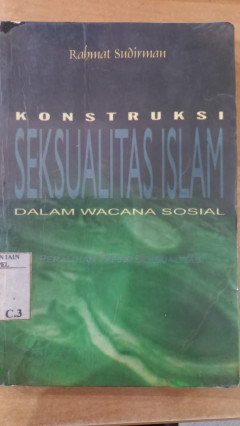 Rahmat Sudirman
KONSTRUKSI
SEKSUALITAS ISLAM
DALAM WACANA SOSIAL
C.3